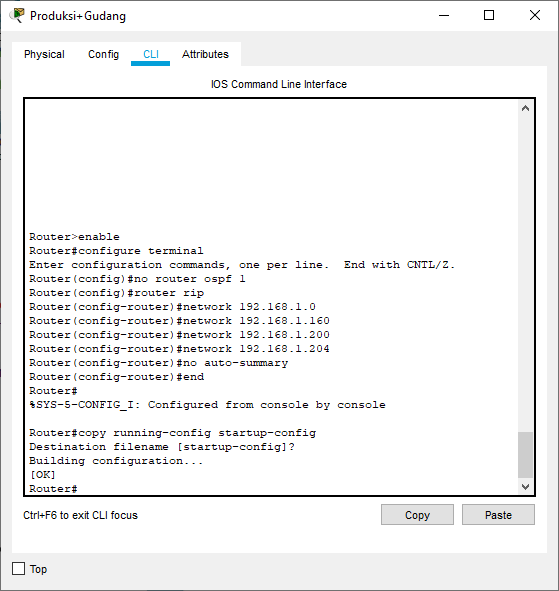 Produksi+Gudang
Physical Config CLI Attributes
IOS Command Line Interface
Router>enable
Router#configure terminal
Enter configuration commands, one per line.  End with CNTL/Z.
Router(config)#no router ospf 1
Router(config)#router rip
Router(config-router)#network 192.168.1.0
Router(config-router)#network 192.168.1.160
Router(config-router)#network 192.168.1.200
Router(config-router)#network 192.168.1.204
Router(config-router)#no auto-summary
Router(config-router)#end
Router#
%SYS-5-CONFIG_I: Configured from console by console
Router#copy running-config startup-config
Destination filename [startup-config]?
Building configuration...
[OK]
Router#
Ctrl+F6 to exit CLI focus Copy Paste
Top